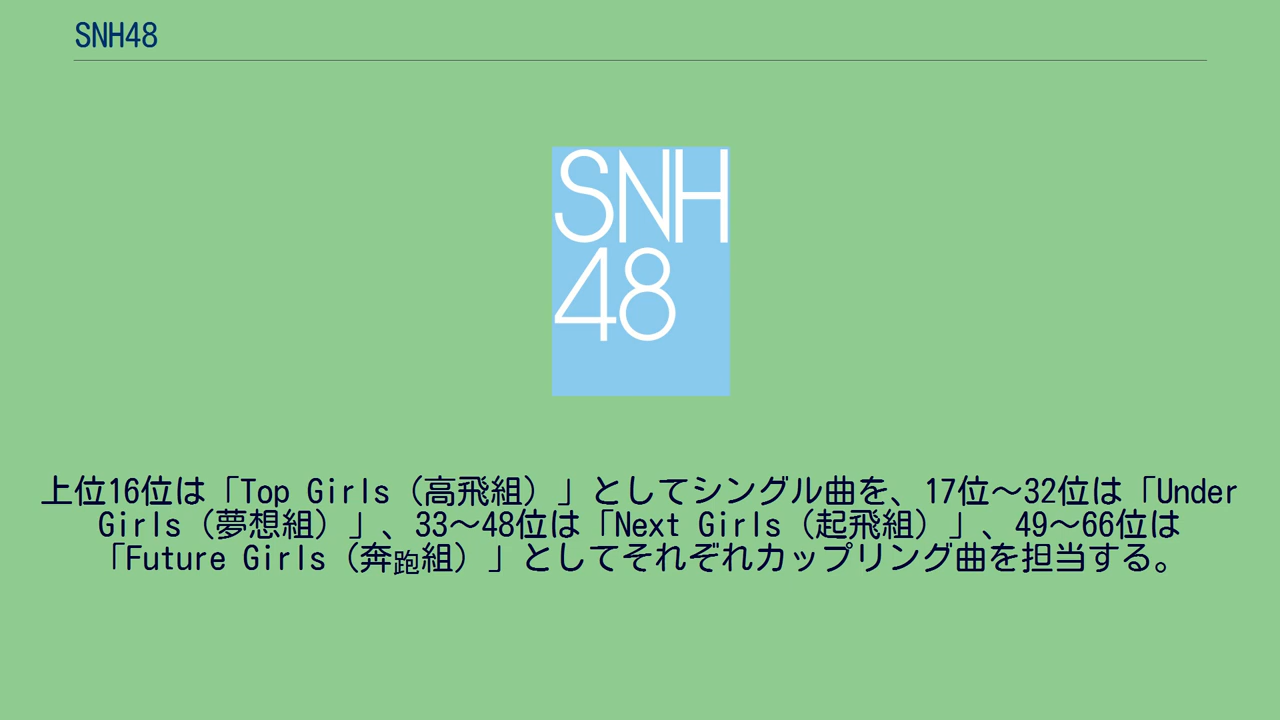 SNH48
SNH
48
上位16位は「Top Girls（高飛組）」としてシングル曲を、17位～32位は「Under
Girls（夢想組）」、33～48位は「Next Girls（起飛組）」、49～66位は
「Future Girls（奔跑組）」としてそれぞれカップリング曲を担当する。